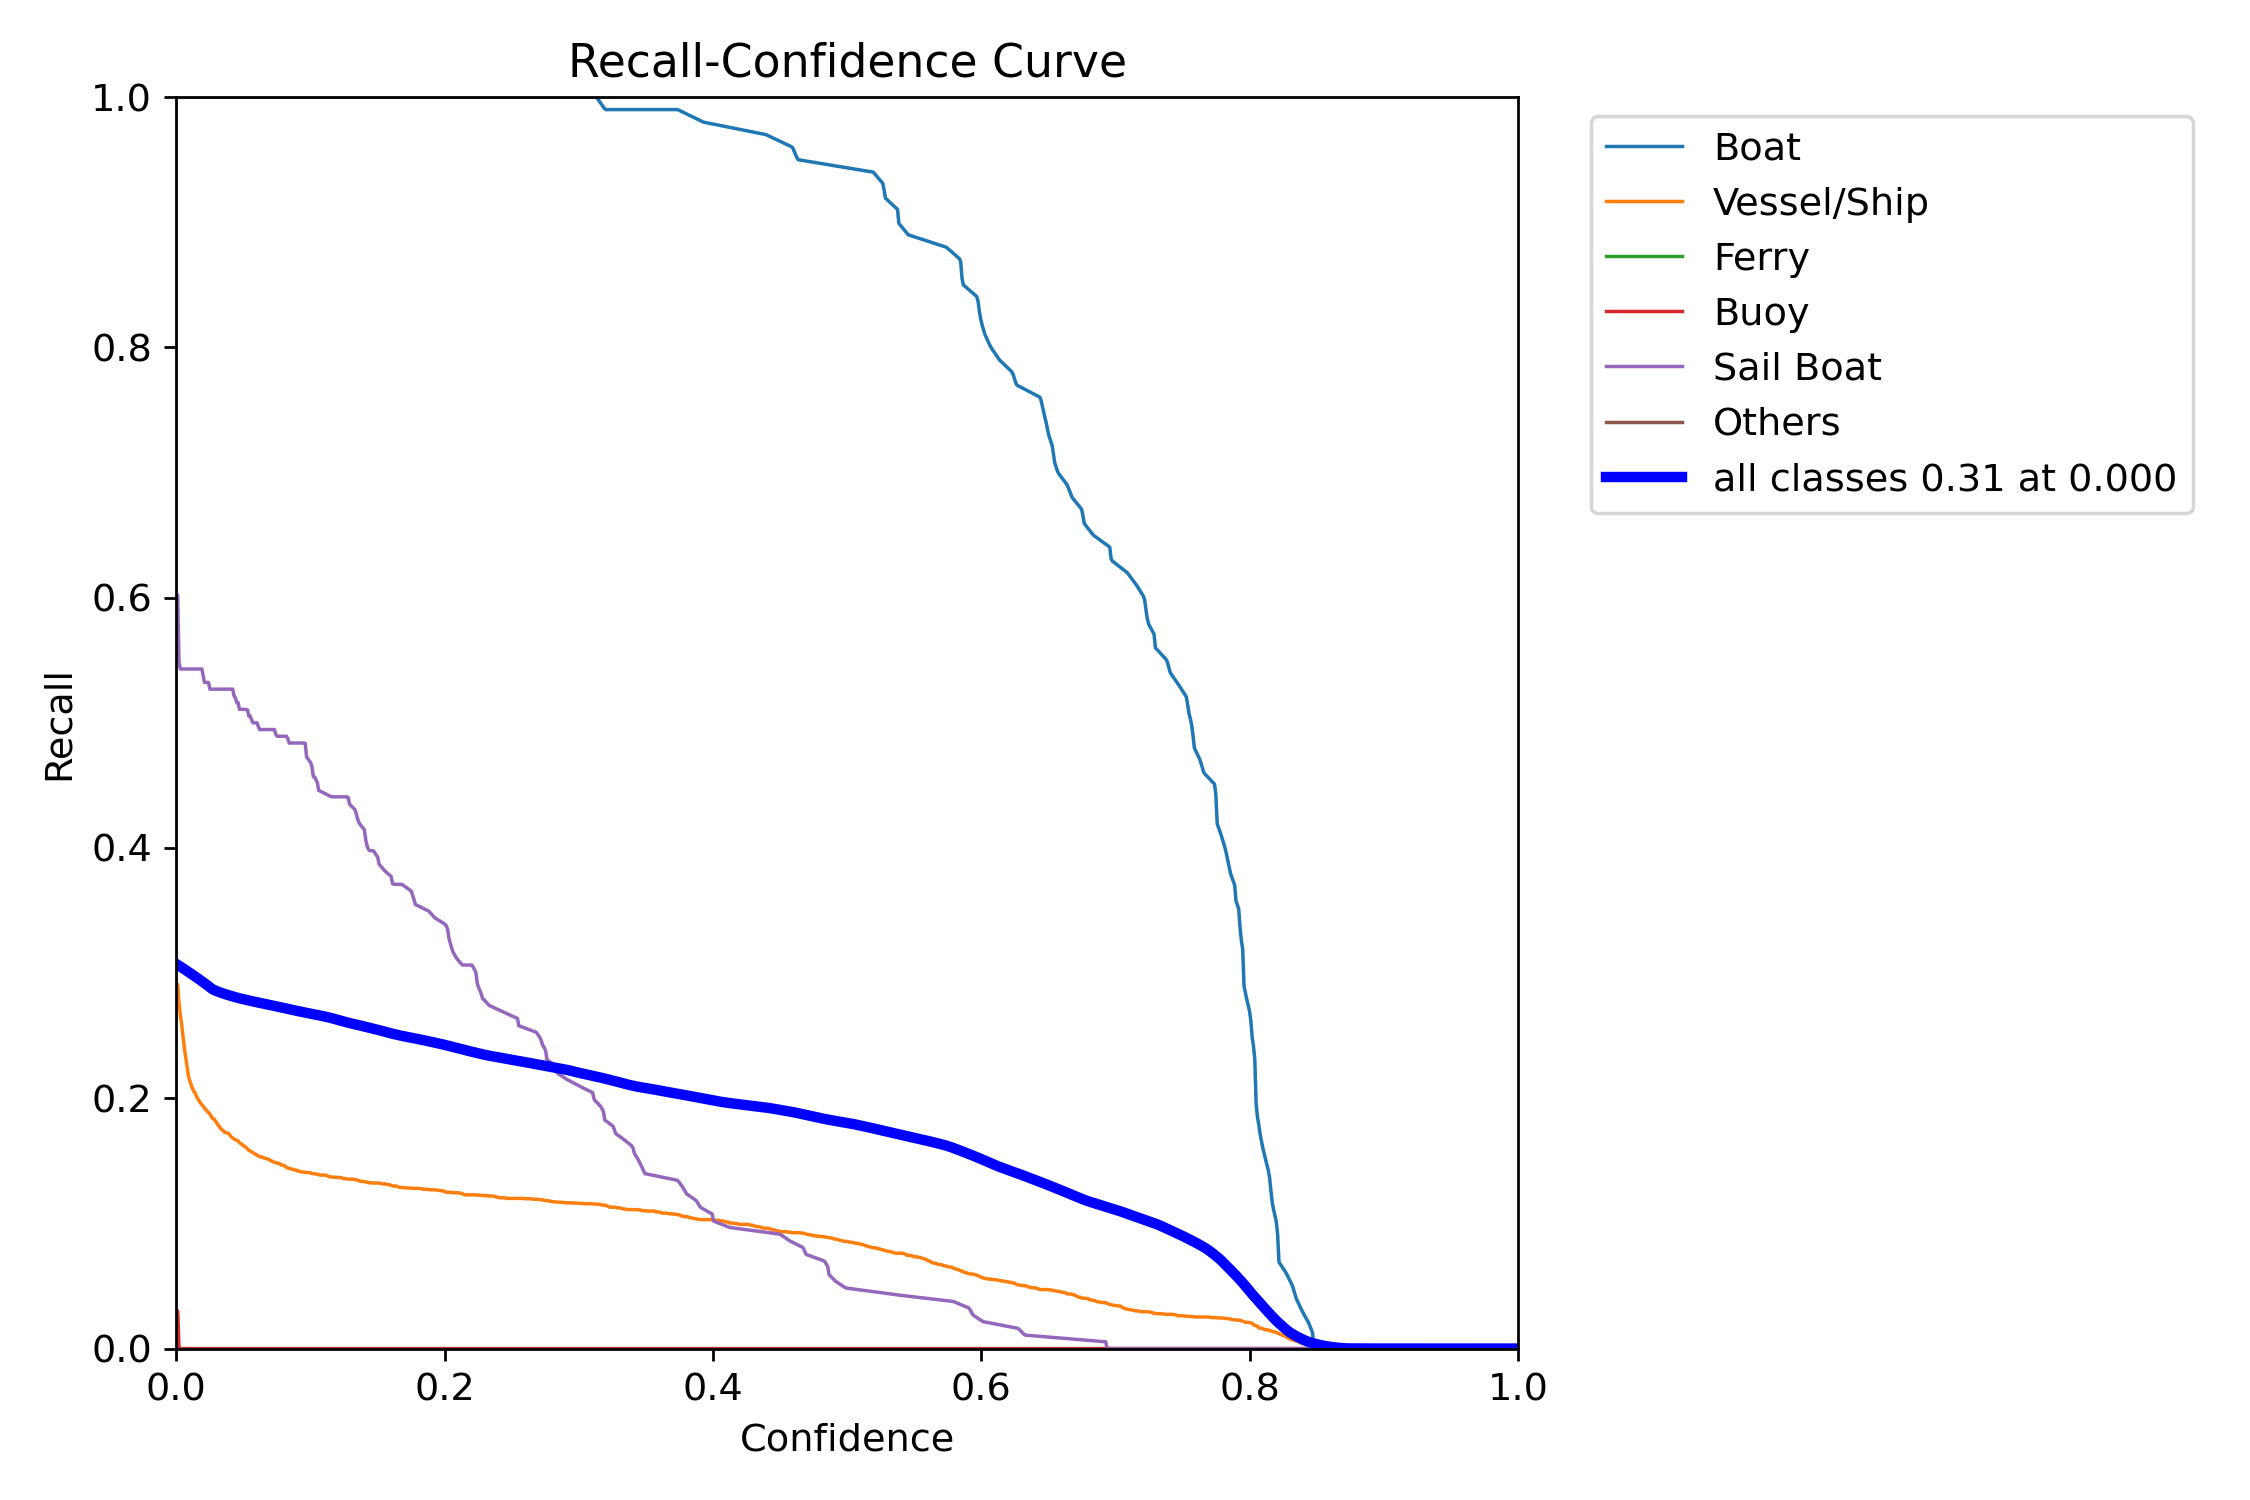 Recall-Confidence Curve
1.0
0.8
0.6
0.4
0.2
0.0
Recall
0.0 0.2 0.4 0.6 0.8 1.0
Confidence
Boat
Vessel/Ship
Ferry
Buoy
Sail Boat
Others
all classes 0.31 at 0.000